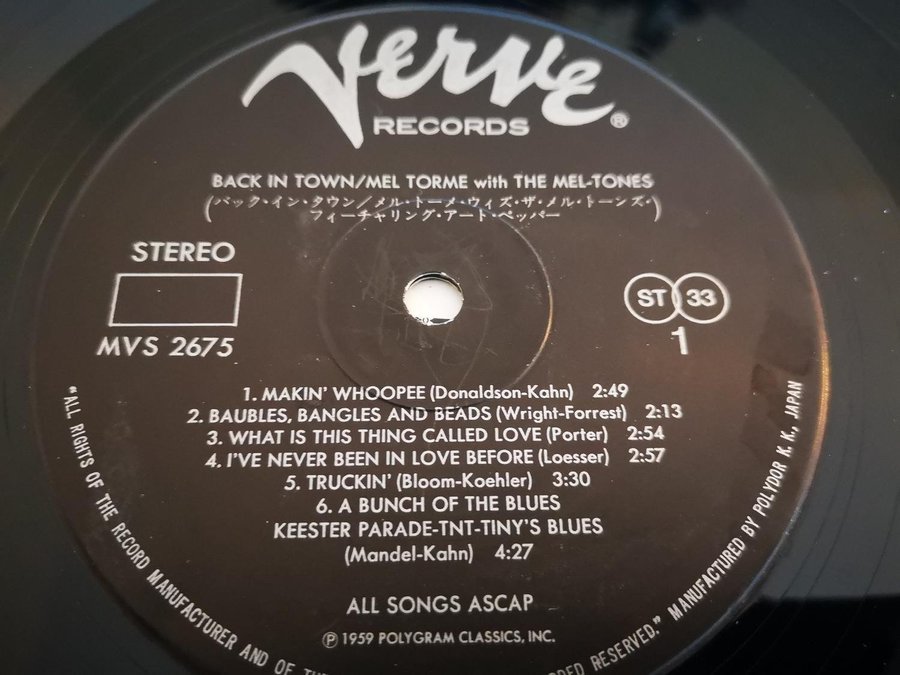 Verve
RECORDS®
BACK IN TOWN/MEL TORME with THE MEL-TONES
(バック・イン・タウン/メル・トーメ・ウィズ・ザ・メル・トーンズ・
フィーチャリング・アート・ペッパー)
STEREO
MVS 2675
ST 33
1
1. MAKIN' WHOOPEE (Donaldson-Kahn) 2:49
2. BAUBLES, BANGLES AND BEADS (Wright-Forrest) 2:13
3. WHAT IS THIS THING CALLED LOVE (Porter) 2:54
4. I'VE NEVER BEEN IN LOVE BEFORE (Loesser) 2:57
5. TRUCKIN' (Bloom-Koehler) 3:30
6. A BUNCH OF THE BLUES
KEESTER PARADE-TNT-TINY'S BLUES
(Mandel-Kahn) 4:27
ALL SONGS ASCAP
Ⓟ 1959 POLYGRAM CLASSICS, INC.
"ALL RIGHTS OF THE RECORD MANUFACTURER AND OF THE
RESERVED." MANUFACTURED BY POLYDOR K. K., JAPAN